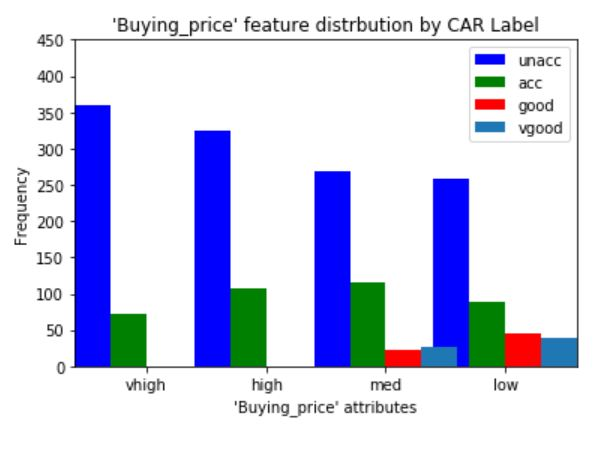 'Buying_price' feature distrbution by CAR Label
450
400
350
300
250
200
150
100
50
0
Frequency
unacc
acc
good
vgood
vhigh high med low
'Buying_price' attributes